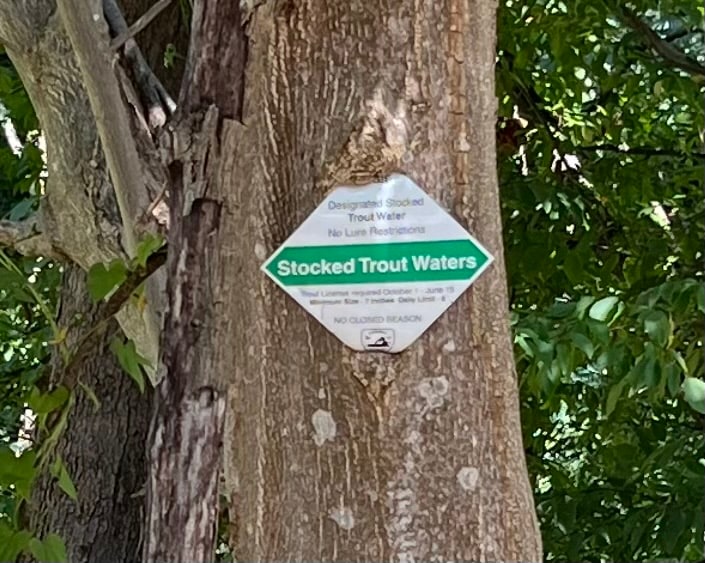 Designated Stocked
Trout Water
No Lure Restrictions
Stocked Trout Waters
Trout License required October 1 - June 15
Minimum Size - 7 inches Daily Limit - 6
NO CLOSED SEASON